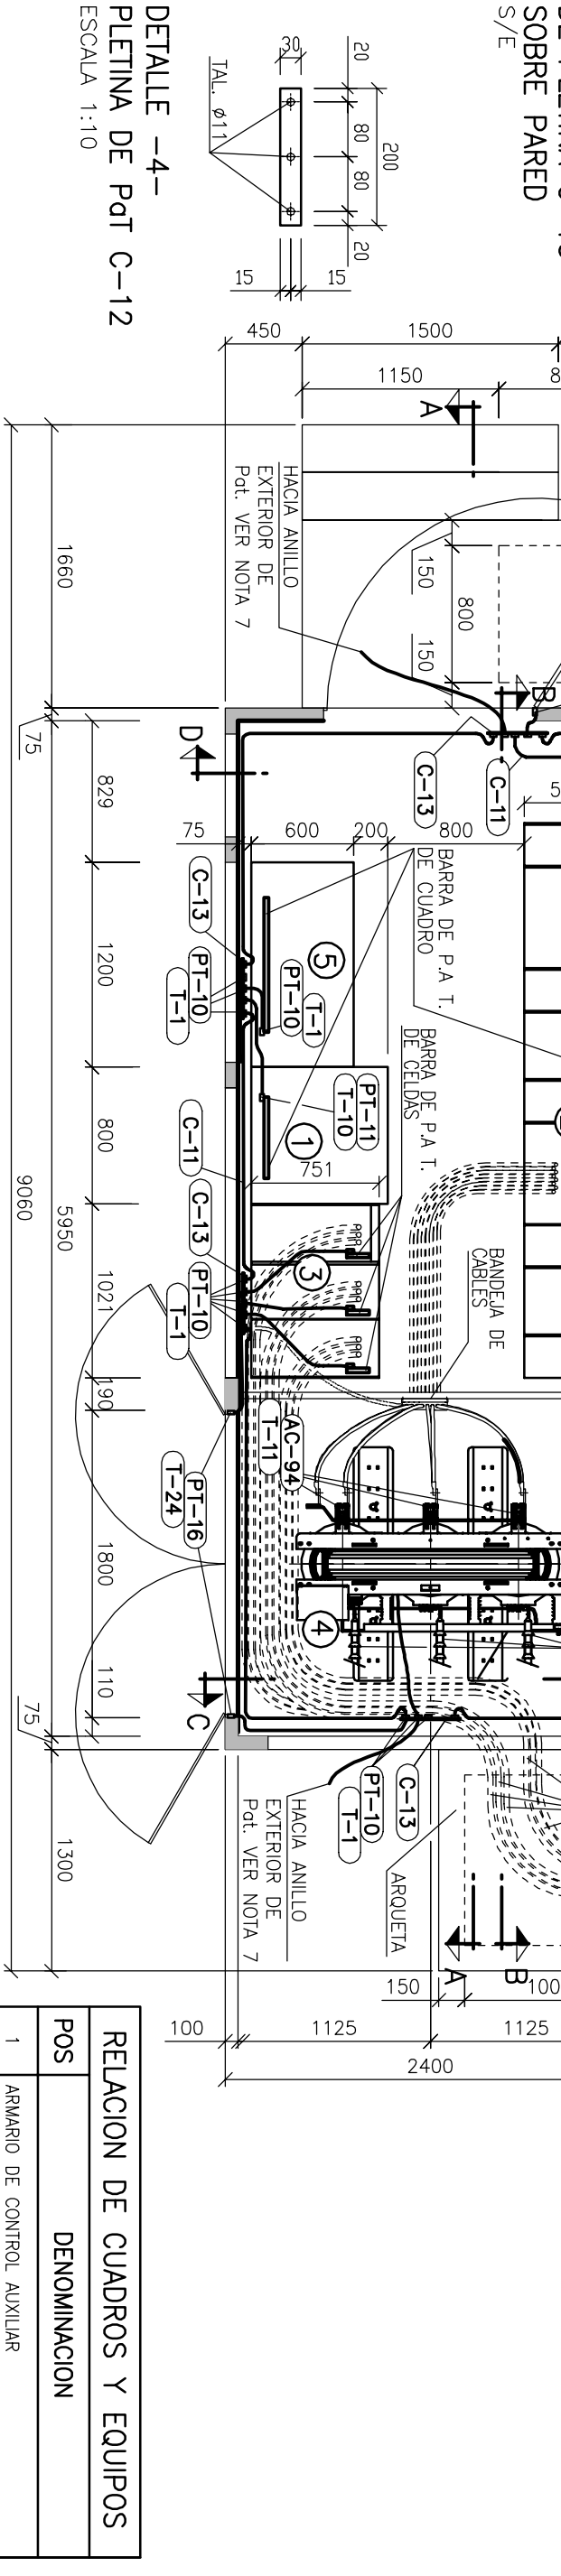 SOBRE PARED
S/E
200
20
80
80
20
30
15
15
TAL. Ø11
DETALLE -4-
PLETINA DE PaT C-12
ESCALA 1:10
450
1500
1150
A
HACIA ANILLO
EXTERIOR DE
Pat. VER NOTA 7
150
800
150
B
D
C-13
C-11
75
600
200
800
BARRA DE P.A T.
DE CUADRO
BARRA DE P.A T.
DE CELDAS
BANDEJA DE
CABLES
C-13
PT-10
T-1
5
T-1
PT-10
PT-11
T-10
1
751
C-11
C-13
PT-10
T-1
3
AC-94
T-11
PT-16
T-24
4
C
C-13
PT-10
T-1
HACIA ANILLO
EXTERIOR DE
Pat. VER NOTA 7
ARQUETA
A
B
150
100
1660
75
829
1200
800
1021
190
1800
110
75
1300
5950
9060
100
1125
1125
2400
RELACION DE CUADROS Y EQUIPOS
POS
DENOMINACION
1
ARMARIO DE CONTROL AUXILIAR